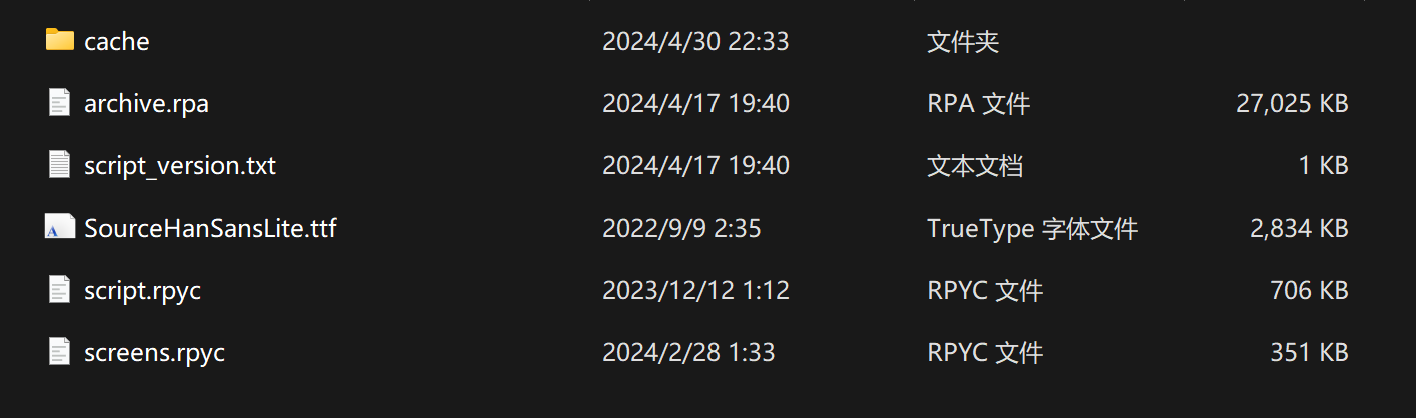 cache 2024/4/30 22:33 文件夹
archive.rpa 2024/4/17 19:40 RPA 文件 27,025 KB
script_version.txt 2024/4/17 19:40 文本文档 1 KB
SourceHanSansLite.ttf 2022/9/9 2:35 TrueType 字体文件 2,834 KB
script.rpyc 2023/12/12 1:12 RPYC 文件 706 KB
screens.rpyc 2024/2/28 1:33 RPYC 文件 351 KB